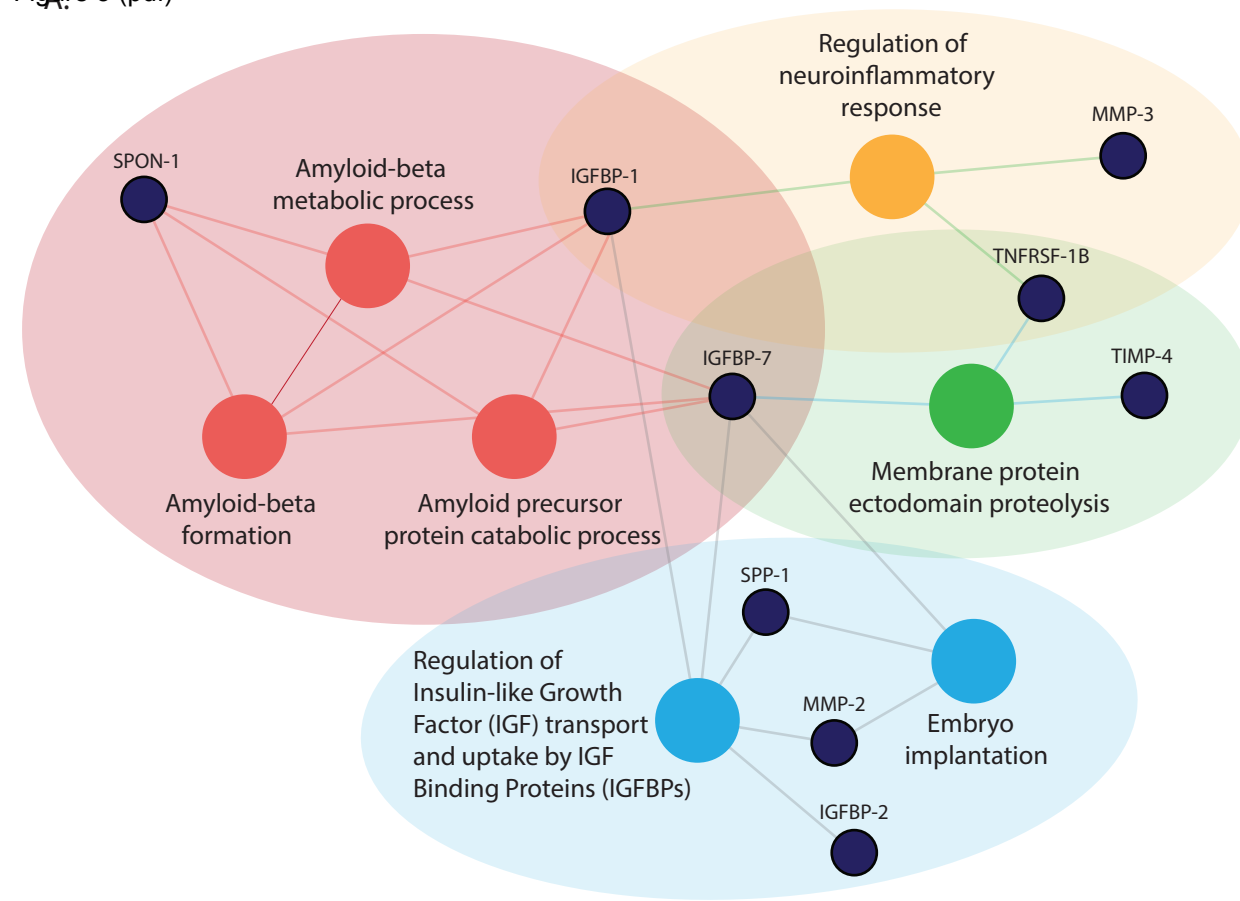 A.
Regulation of
neuroinflammatory
response
MMP-3
SPON-1
Amyloid-beta
metabolic process
IGFBP-1
TNFRSF-1B
IGFBP-7
TIMP-4
Amyloid-beta
formation
Amyloid precursor
protein catabolic process
Membrane protein
ectodomain proteolysis
SPP-1
Regulation of
Insulin-like Growth
Factor (IGF) transport
and uptake by IGF
Binding Proteins (IGFBPs)
MMP-2
Embryo
implantation
IGFBP-2